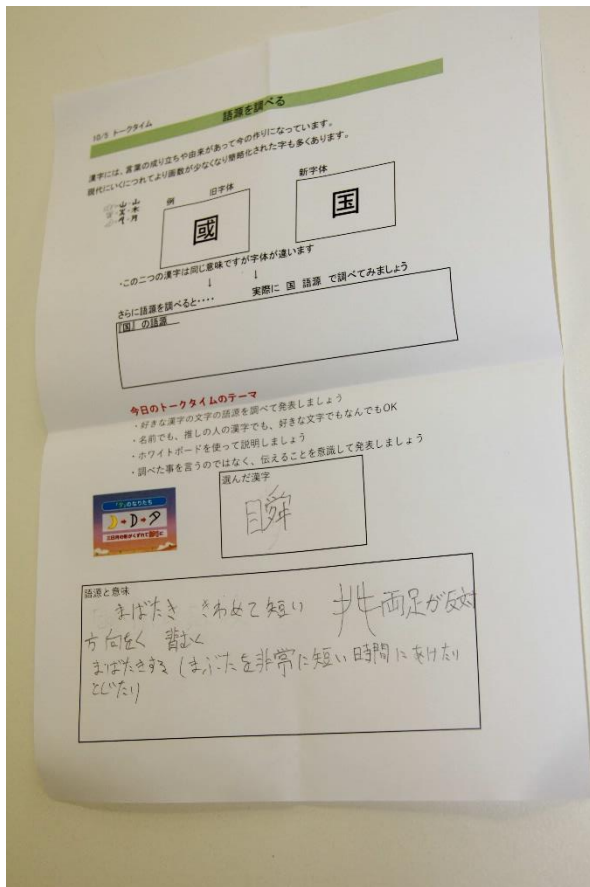 10/5 トークタイム
語源を調べる
漢字には、言葉の成り立ちや由来があって今の作りになっています。
現代にいくにつれてより画数が少なくなり簡略化された字も多くあります。
山 山
木
月
例 旧字体 新字体
國 国
・この二つの漢字は同じ意味ですが字体が違います
↓ ↓
さらに語源を調べると・・・・ 実際に 国 語源 で調べてみましょう
『国』の語源
今日のトークタイムのテーマ
・好きな漢字の文字の語源を調べて発表しましょう
・名前でも、推しの人の漢字でも、好きな文字でもなんでもOK
・ホワイトボードを使って説明しましょう
・調べた事を言うのではなく、伝えることを意識して発表しましょう
「夕」のなりたち
選んだ漢字
瞬
語源と意味
まばたき きわめて短い 両足が反対
方向をく
まばたきする (まぶたを非常に短い時間にあけたり
とじたり)